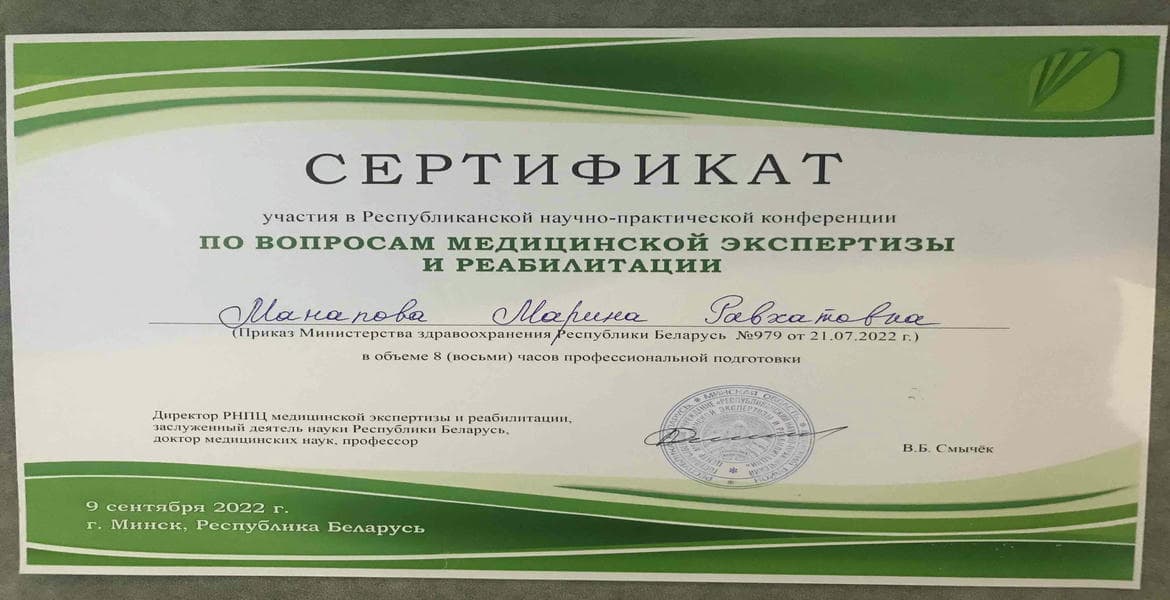 СЕРТИФИКАТ
участия в Республиканской научно-практической конференции
ПО ВОПРОСАМ МЕДИЦИНСКОЙ ЭКСПЕРТИЗЫ
И РЕАБИЛИТАЦИИ
Манапова Марина Равхатовна
(Приказ Министерства здравоохранения Республики Беларусь №979 от 21.07.2022 г.)
в объеме 8 (восьми) часов профессиональной подготовки
Директор РНПЦ медицинской экспертизы и реабилитации,
заслуженный деятель науки Республики Беларусь,
доктор медицинских наук, профессор
В.Б. Смычёк
9 сентября 2022 г.
г. Минск, Республика Беларусь